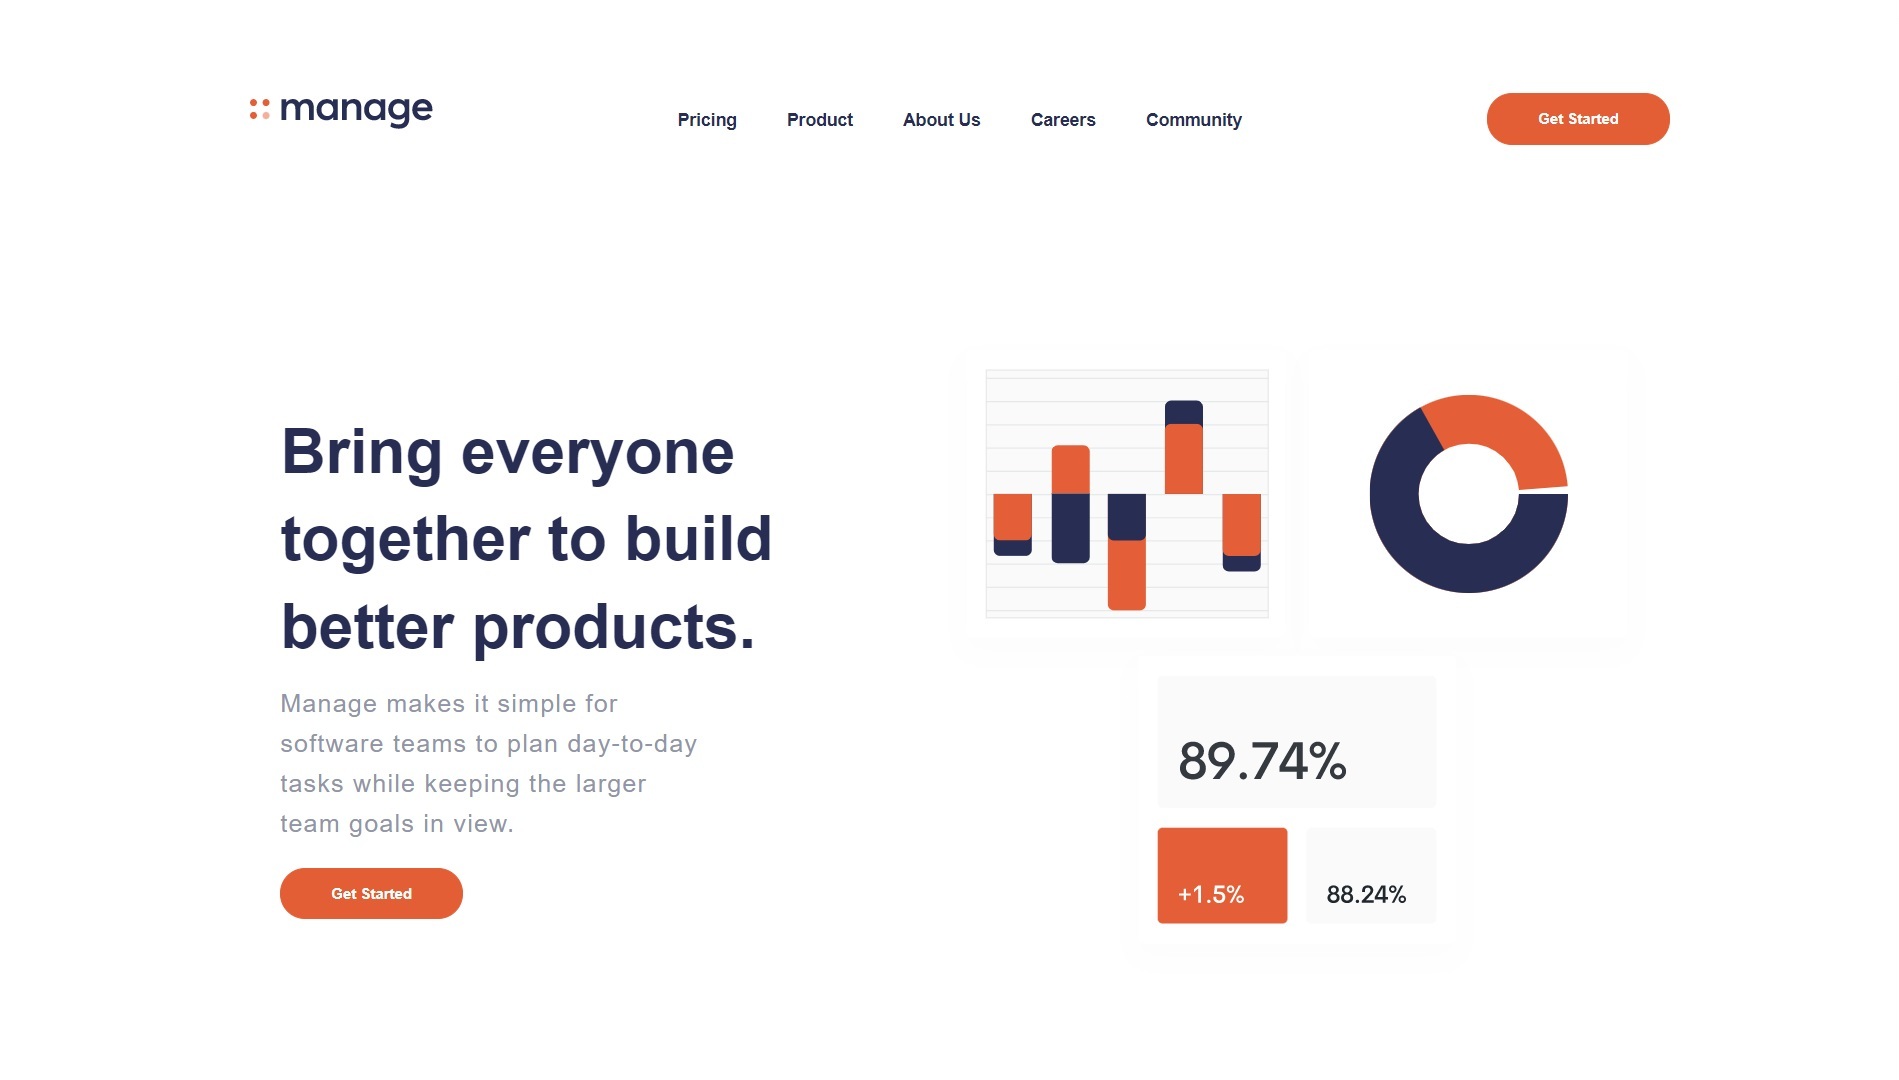 manage
Pricing
Product
About Us
Careers
Community
Get Started
Bring everyone
together to build
better products.
Manage makes it simple for
software teams to plan day-to-day
tasks while keeping the larger
team goals in view.
Get Started
89.74%
+1.5%
88.24%